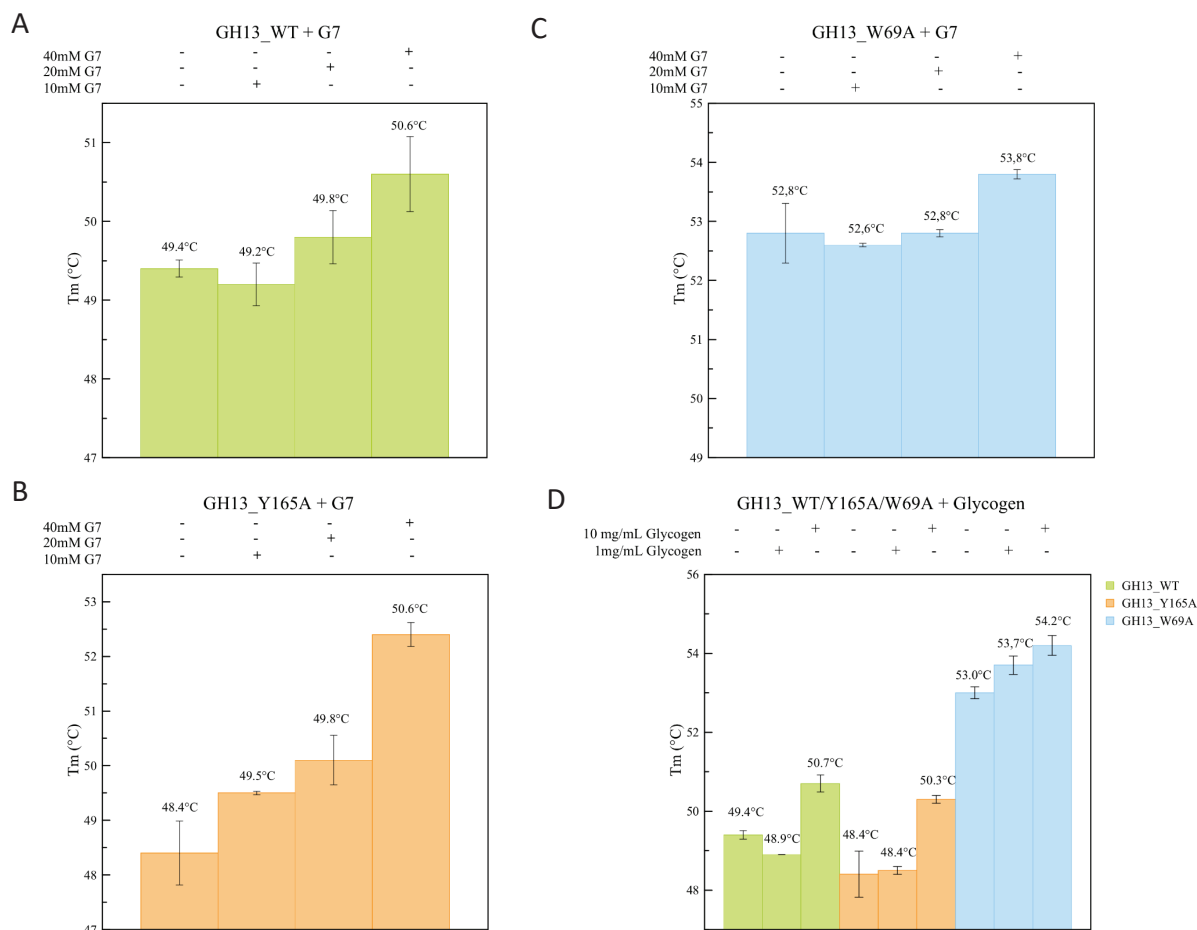 A
GH13_WT + G7
40mM G7 - - - +
20mM G7 - - + -
10mM G7 - + - -
51
50
49
48
47
Tm (°C)
49.4°C
49.2°C
49.8°C
50.6°C
C
GH13_W69A + G7
40mM G7 - - - +
20mM G7 - - + -
10mM G7 - + - -
55
54
53
52
51
50
49
Tm (°C)
52,8°C
52,6°C
52,8°C
53,8°C
B
GH13_Y165A + G7
40mM G7 - - - +
20mM G7 - - + -
10mM G7 - + - -
53
52
51
50
49
48
47
Tm (°C)
48.4°C
49.5°C
49.8°C
50.6°C
D
GH13_WT/Y165A/W69A + Glycogen
10 mg/mL Glycogen - - + - - + - - +
1mg/mL Glycogen - + - - + - - + -
56
54
52
50
48
Tm (°C)
49.4°C
48.9°C
50.7°C
48.4°C
48.4°C
50.3°C
53.0°C
53,7°C
54.2°C
GH13_WT
GH13_Y165A
GH13_W69A